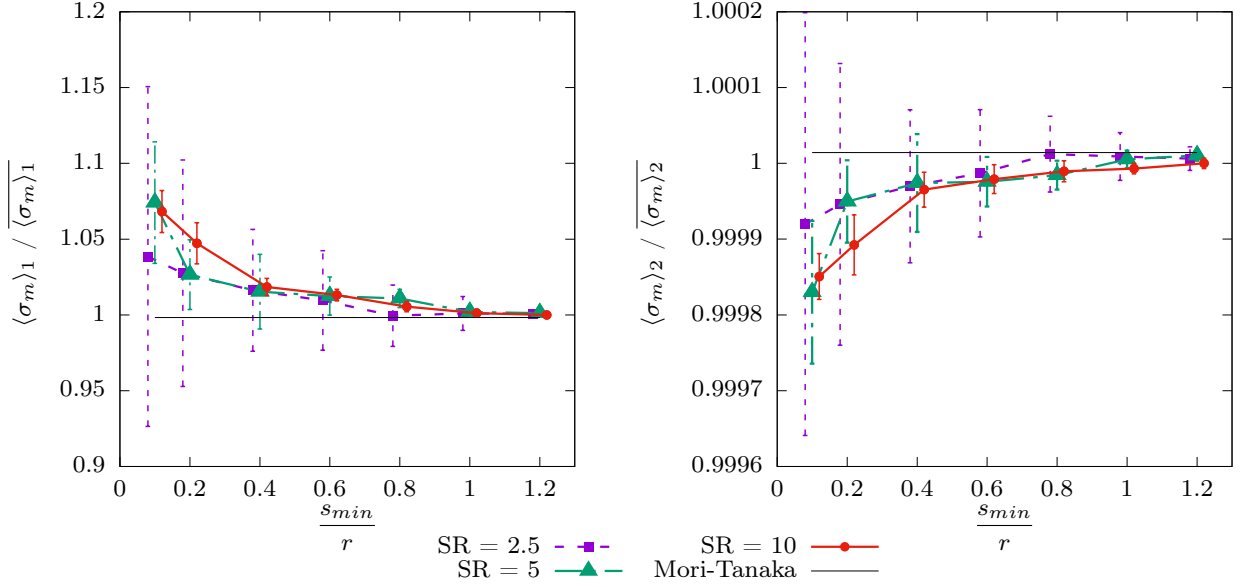 1.2
1.15
1.1
1.05
1
0.95
0.9
0 0.2 0.4 0.6 0.8 1 1.2
⟨σm⟩1 / ⟨σm⟩1
smin
r
1.0002
1.0001
1
0.9999
0.9998
0.9997
0.9996
0 0.2 0.4 0.6 0.8 1 1.2
⟨σm⟩2 / ⟨σm⟩2
smin
r
SR = 2.5
SR = 5
SR = 10
Mori-Tanaka